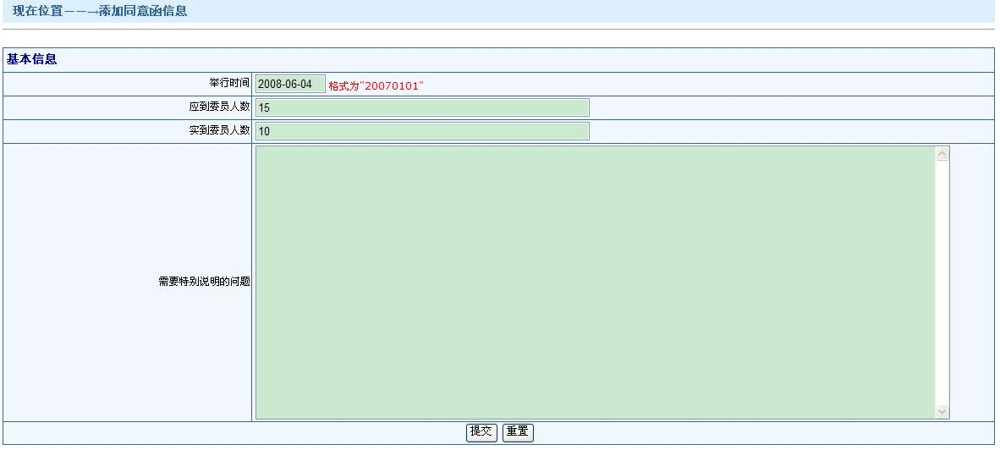 现在位置－－→添加同意函信息
基本信息
举行时间 2008-06-04 格式为"20070101"
应到委员人数 15
实到委员人数 10
需要特别说明的问题
提交 重置